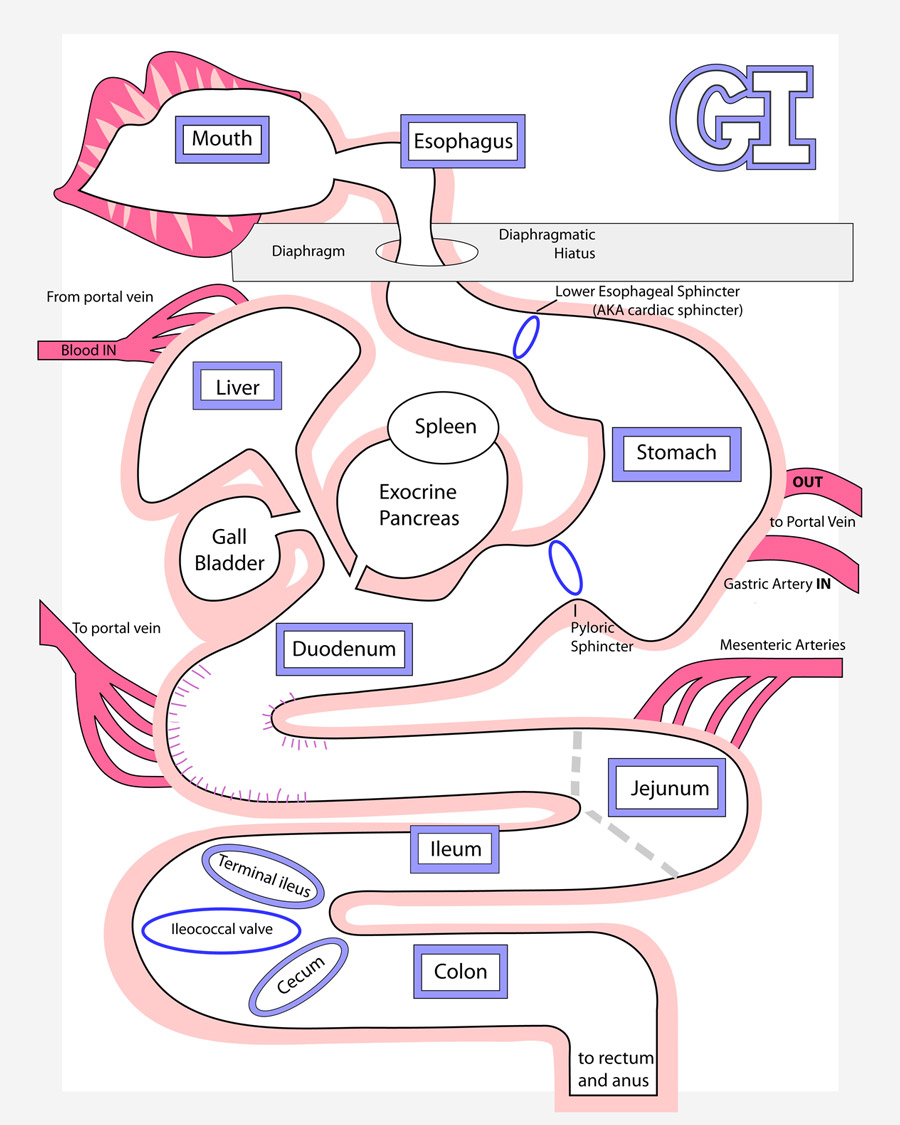 GI
Mouth
Esophagus
Diaphragm
Diaphragmatic
Hiatus
From portal vein
Lower Esophageal Sphincter
(AKA cardiac sphincter)
Blood IN
Liver
Spleen
Stomach
Exocrine
Pancreas
OUT
to Portal Vein
Gall
Bladder
Gastric Artery IN
To portal vein
Pyloric
Sphincter
Duodenum
Mesenteric Arteries
Jejunum
Ileum
Terminal ileus
Ileococcal valve
Cecum
Colon
to rectum
and anus